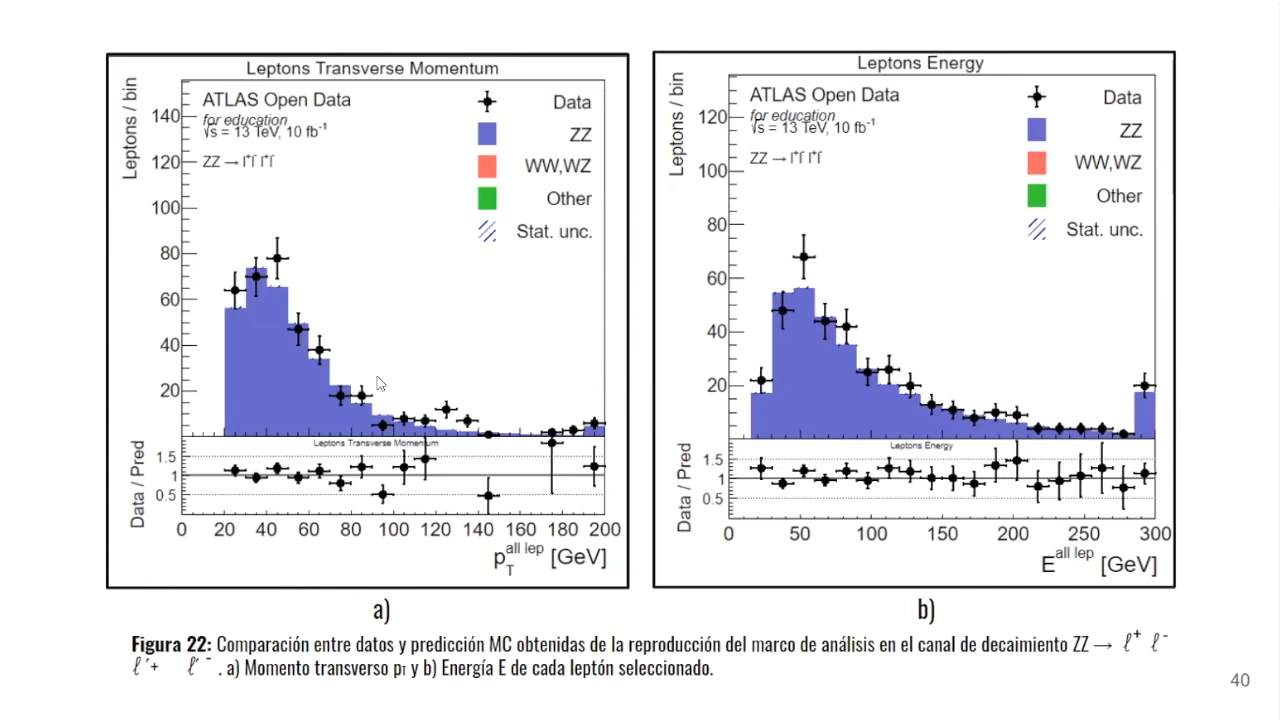 Leptons Transverse Momentum
Leptons / bin
ATLAS Open Data
for education
√s = 13 TeV, 10 fb⁻¹
ZZ → l⁺l⁻ l⁺l⁻
Data
ZZ
WW,WZ
Other
Stat. unc.
140
120
100
80
60
40
20
Leptons Transverse Momentum
Data / Pred
1.5
1
0.5
0 20 40 60 80 100 120 140 160 180 200
p_T^all lep [GeV]
a)
Leptons Energy
Leptons / bin
ATLAS Open Data
for education
√s = 13 TeV, 10 fb⁻¹
ZZ → l⁺l⁻ l⁺l⁻
Data
ZZ
WW,WZ
Other
Stat. unc.
120
100
80
60
40
20
Leptons Energy
Data / Pred
1.5
1
0.5
0 50 100 150 200 250 300
E^all lep [GeV]
b)
Figura 22: Comparación entre datos y predicción MC obtenidas de la reproducción del marco de análisis en el canal de decaimiento ZZ → ℓ⁺ ℓ⁻
ℓ´⁺ ℓ´⁻ . a) Momento transverso pT y b) Energía E de cada leptón seleccionado.
40